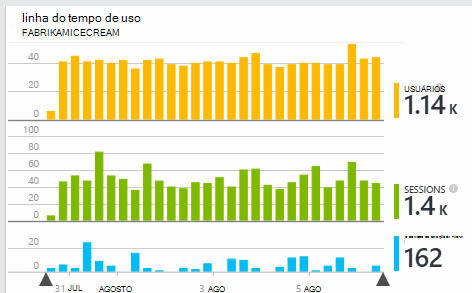 linha do tempo de uso
FABRIKAMICECREAM
40
20
0
USUÁRIOS
1.14 K
100
80
60
40
20
0
SESSIONS
1.4 K
20
0
162
31 JUL AGOSTO 3 AGO 5 AGO